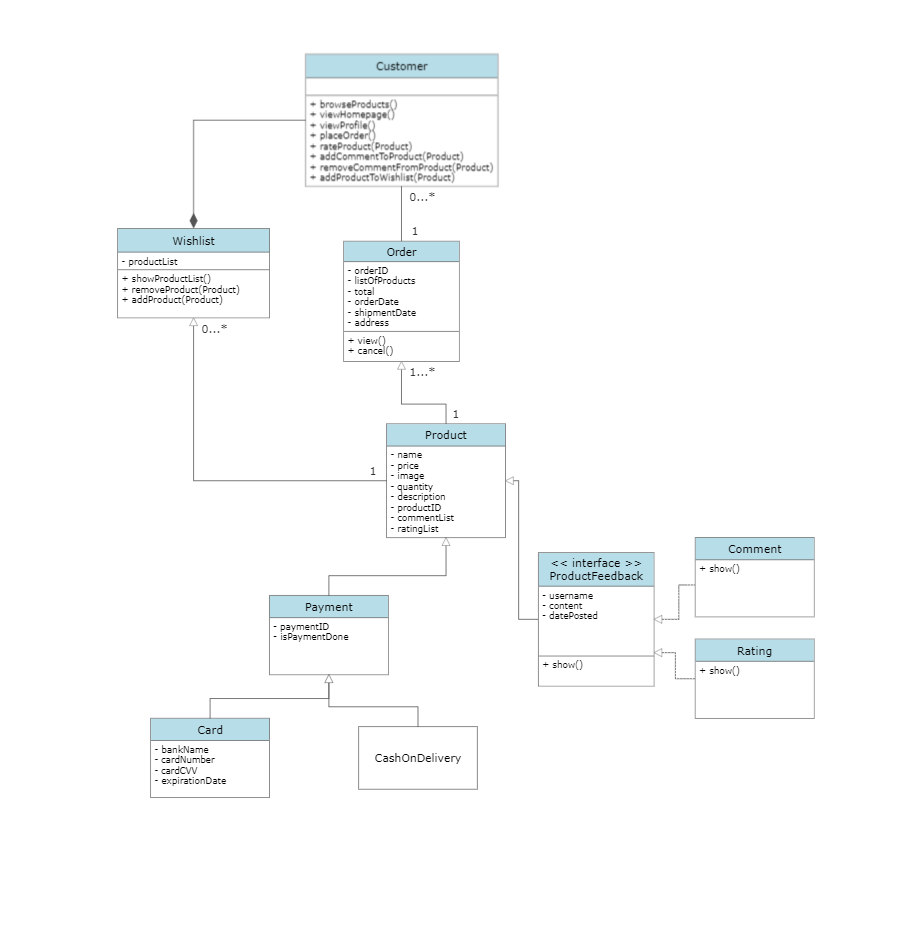 Customer
+ browseProducts()
+ viewHomepage()
+ viewProfile()
+ placeOrder()
+ rateProduct(Product)
+ addCommentToProduct(Product)
+ removeCommentFromProduct(Product)
+ addProductToWishlist(Product)
0...*
1
Wishlist
- productList
+ showProductList()
+ removeProduct(Product)
+ addProduct(Product)
0...*
Order
- orderID
- listOfProducts
- total
- orderDate
- shipmentDate
- address
+ view()
+ cancel()
1...*
1
1
Product
- name
- price
- image
- quantity
- description
- productID
- commentList
- ratingList
<< interface >>
ProductFeedback
- username
- content
- datePosted
+ show()
Comment
+ show()
Rating
+ show()
Payment
- paymentID
- isPaymentDone
Card
- bankName
- cardNumber
- cardCVV
- expirationDate
CashOnDelivery